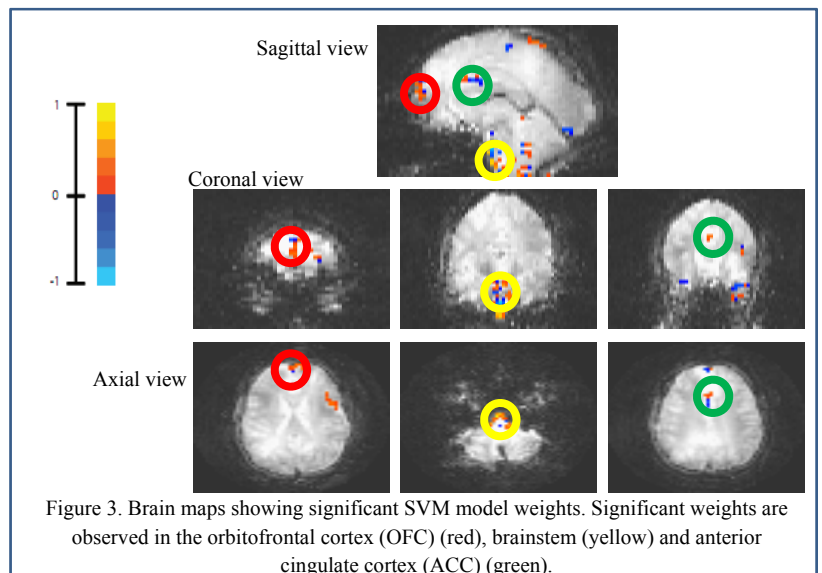 Sagittal view
1
0
-1
Coronal view
Axial view
Figure 3. Brain maps showing significant SVM model weights. Significant weights are
observed in the orbitofrontal cortex (OFC) (red), brainstem (yellow) and anterior
cingulate cortex (ACC) (green).